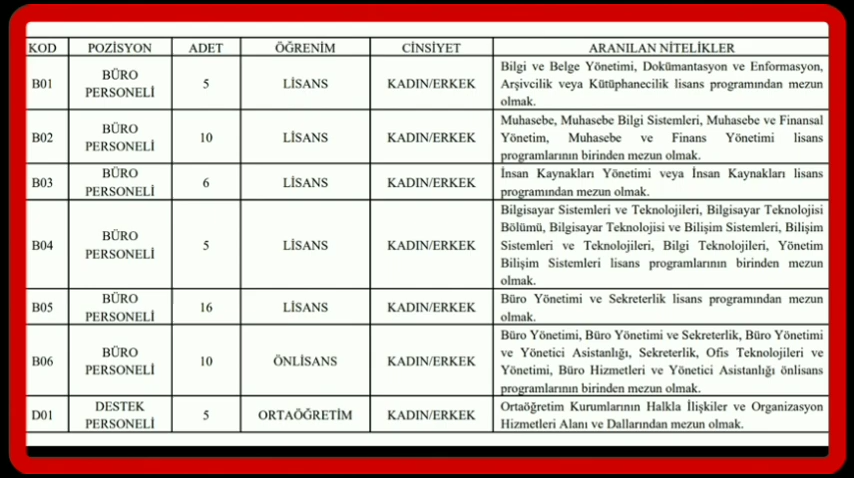 KOD POZİSYON ADET ÖĞRENİM CİNSİYET ARANILAN NİTELİKLER
B01 BÜRO PERSONELİ 5 LİSANS KADIN/ERKEK Bilgi ve Belge Yönetimi, Dokümantasyon ve Enformasyon,
Arşivcilik veya Kütüphanecilik lisans programından mezun
olmak.
B02 BÜRO PERSONELİ 10 LİSANS KADIN/ERKEK Muhasebe, Muhasebe Bilgi Sistemleri, Muhasebe ve Finansal
Yönetim, Muhasebe ve Finans Yönetimi lisans
programlarının birinden mezun olmak.
B03 BÜRO PERSONELİ 6 LİSANS KADIN/ERKEK İnsan Kaynakları Yönetimi veya İnsan Kaynakları lisans
programından mezun olmak.
B04 BÜRO PERSONELİ 5 LİSANS KADIN/ERKEK Bilgisayar Sistemleri ve Teknolojileri, Bilgisayar Teknolojisi
Bölümü, Bilgisayar Teknolojisi ve Bilişim Sistemleri, Bilişim
Sistemleri ve Teknolojileri, Bilgi Teknolojileri, Yönetim
Bilişim Sistemleri lisans programlarının birinden mezun
olmak.
B05 BÜRO PERSONELİ 16 LİSANS KADIN/ERKEK Büro Yönetimi ve Sekreterlik lisans programından mezun
olmak.
B06 BÜRO PERSONELİ 10 ÖNLİSANS KADIN/ERKEK Büro Yönetimi, Büro Yönetimi ve Sekreterlik, Büro Yönetimi
ve Yönetici Asistanlığı, Sekreterlik, Ofis Teknolojileri ve
Yönetimi, Büro Hizmetleri ve Yönetici Asistanlığı önlisans
programlarının birinden mezun olmak.
D01 DESTEK PERSONELİ 5 ORTAÖĞRETİM KADIN/ERKEK Ortaöğretim Kurumlarının Halkla İlişkiler ve Organizasyon
Hizmetleri Alanı ve Dallarından mezun olmak.